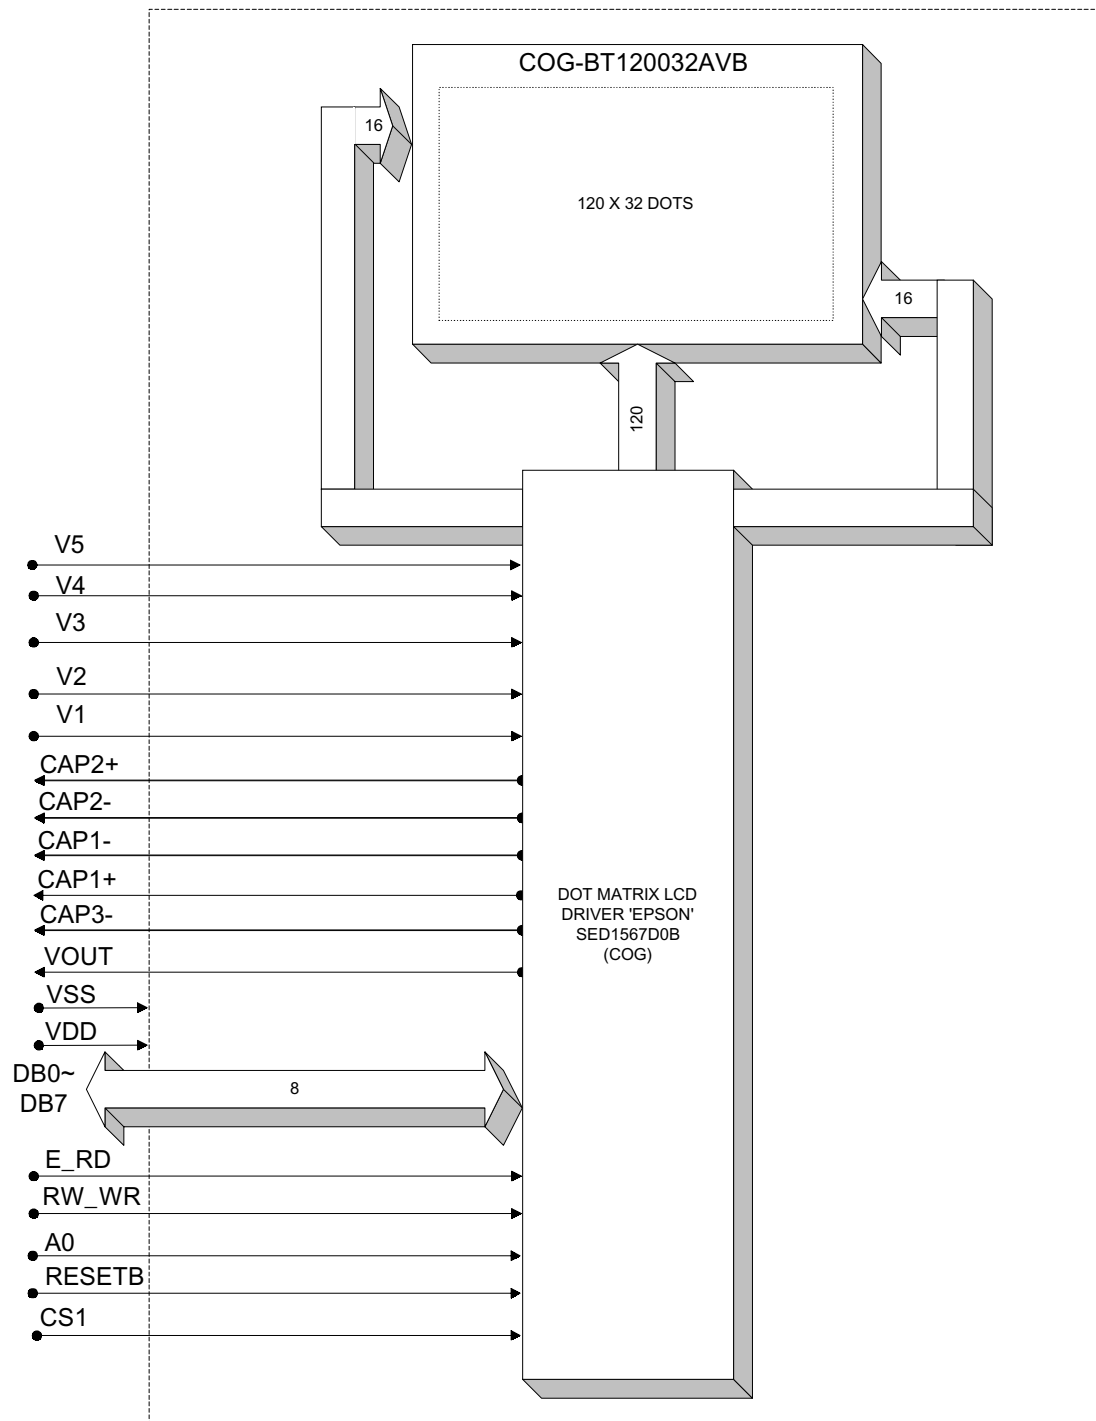 COG-BT120032AVB
16
120 X 32 DOTS
16
120
V5
V4
V3
V2
V1
CAP2+
CAP2-
CAP1-
CAP1+
CAP3-
VOUT
VSS
VDD
DOT MATRIX LCD
DRIVER 'EPSON'
SED1567D0B
(COG)
DB0~
DB7
8
E_RD
RW_WR
A0
RESETB
CS1